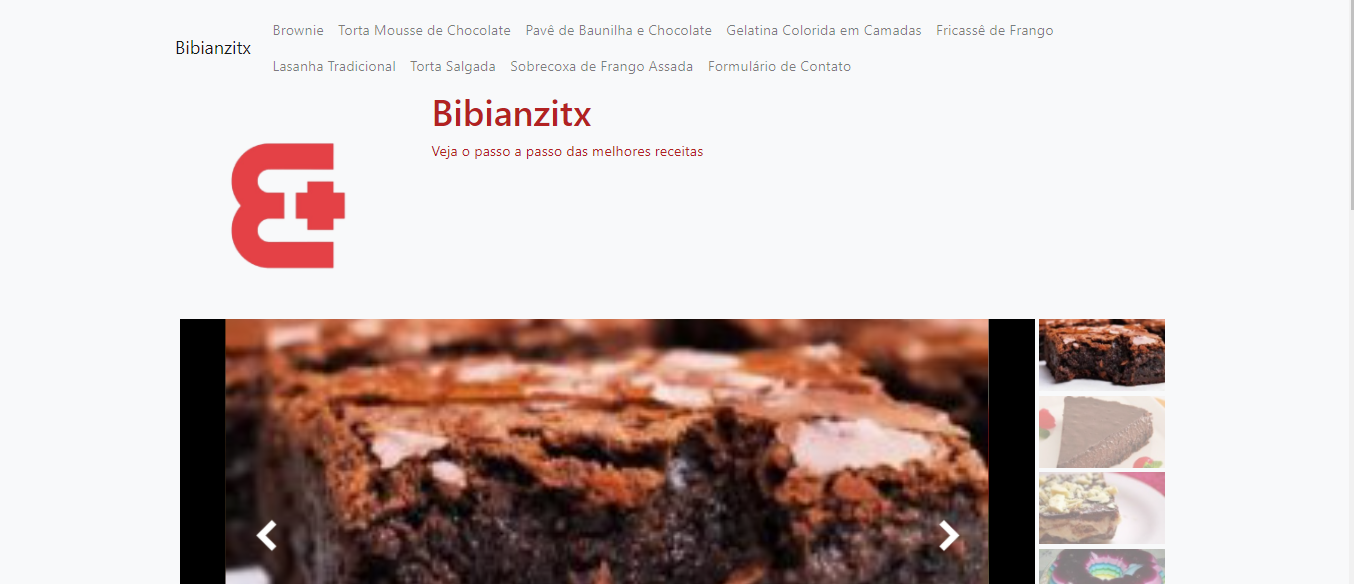 Bibianzitx
Brownie Torta Mousse de Chocolate Pavê de Baunilha e Chocolate Gelatina Colorida em Camadas Fricassê de Frango
Lasanha Tradicional Torta Salgada Sobrecoxa de Frango Assada Formulário de Contato
Bibianzitx
Veja o passo a passo das melhores receitas